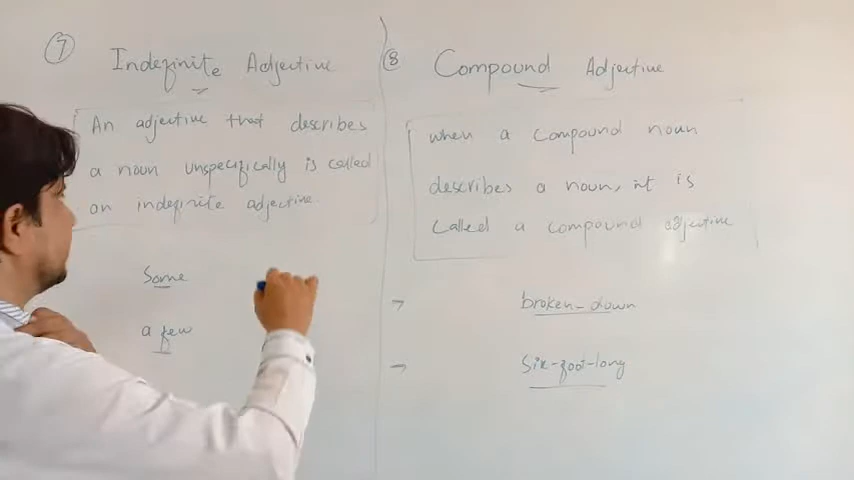 7 Indefinite Adjective
An adjective that describes
a noun unspecifically is called
an indefinite adjective.
Some
a few
8 Compound Adjective
when a compound noun
describes a noun, it is
called a compound adjective
→ broken-down
→ Six-foot-long